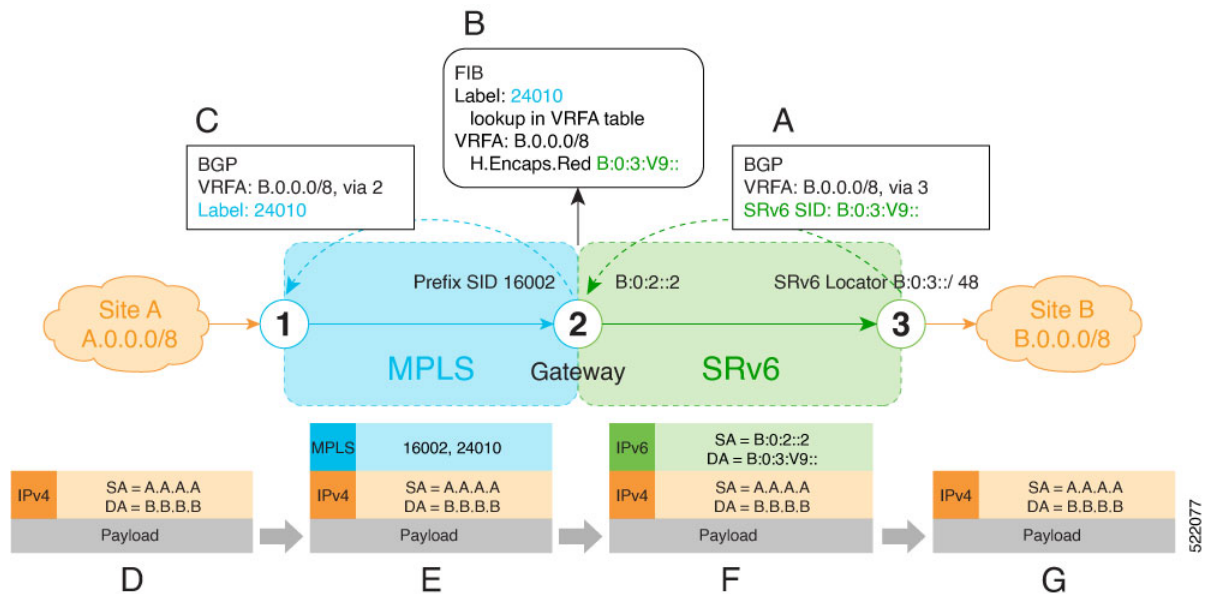 B
FIB
Label: 24010
lookup in VRFA table
VRFA: B.0.0.0/8
H.Encaps.Red B:0:3:V9::
C
BGP
VRFA: B.0.0.0/8, via 2
Label: 24010
A
BGP
VRFA: B.0.0.0/8, via 3
SRv6 SID: B:0:3:V9::
Prefix SID 16002
B:0:2::2
SRv6 Locator B:0:3::/ 48
Site A
A.0.0.0/8
1
2
3
Site B
B.0.0.0/8
MPLS
Gateway
SRv6
IPv4
SA = A.A.A.A
DA = B.B.B.B
Payload
D
MPLS
16002, 24010
IPv4
SA = A.A.A.A
DA = B.B.B.B
Payload
E
IPv6
SA = B:0:2::2
DA = B:0:3:V9::
IPv4
SA = A.A.A.A
DA = B.B.B.B
Payload
F
IPv4
SA = A.A.A.A
DA = B.B.B.B
Payload
G
522077